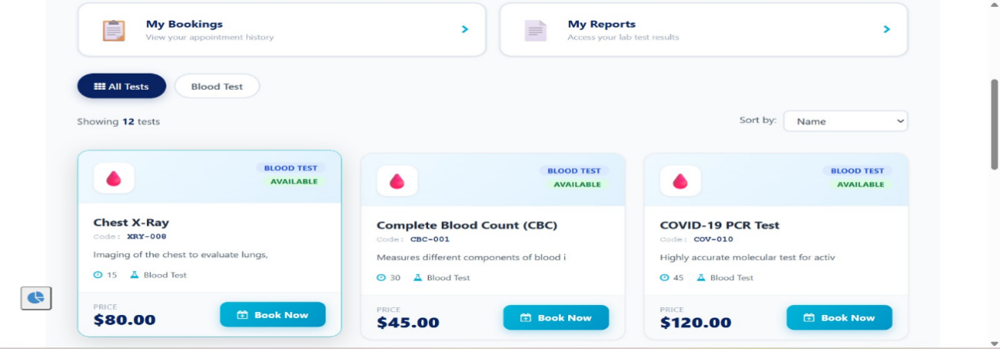 My Bookings
View your appointment history
My Reports
Access your lab test results
All Tests
Blood Test
Showing 12 tests
Sort by:
Name
BLOOD TEST
AVAILABLE
Chest X-Ray
Code: XRY-008
Imaging of the chest to evaluate lungs,
15
Blood Test
PRICE
$80.00
Book Now
BLOOD TEST
AVAILABLE
Complete Blood Count (CBC)
Code: CBC-001
Measures different components of blood i
30
Blood Test
PRICE
$45.00
Book Now
BLOOD TEST
AVAILABLE
COVID-19 PCR Test
Code: COV-010
Highly accurate molecular test for activ
45
Blood Test
PRICE
$120.00
Book Now